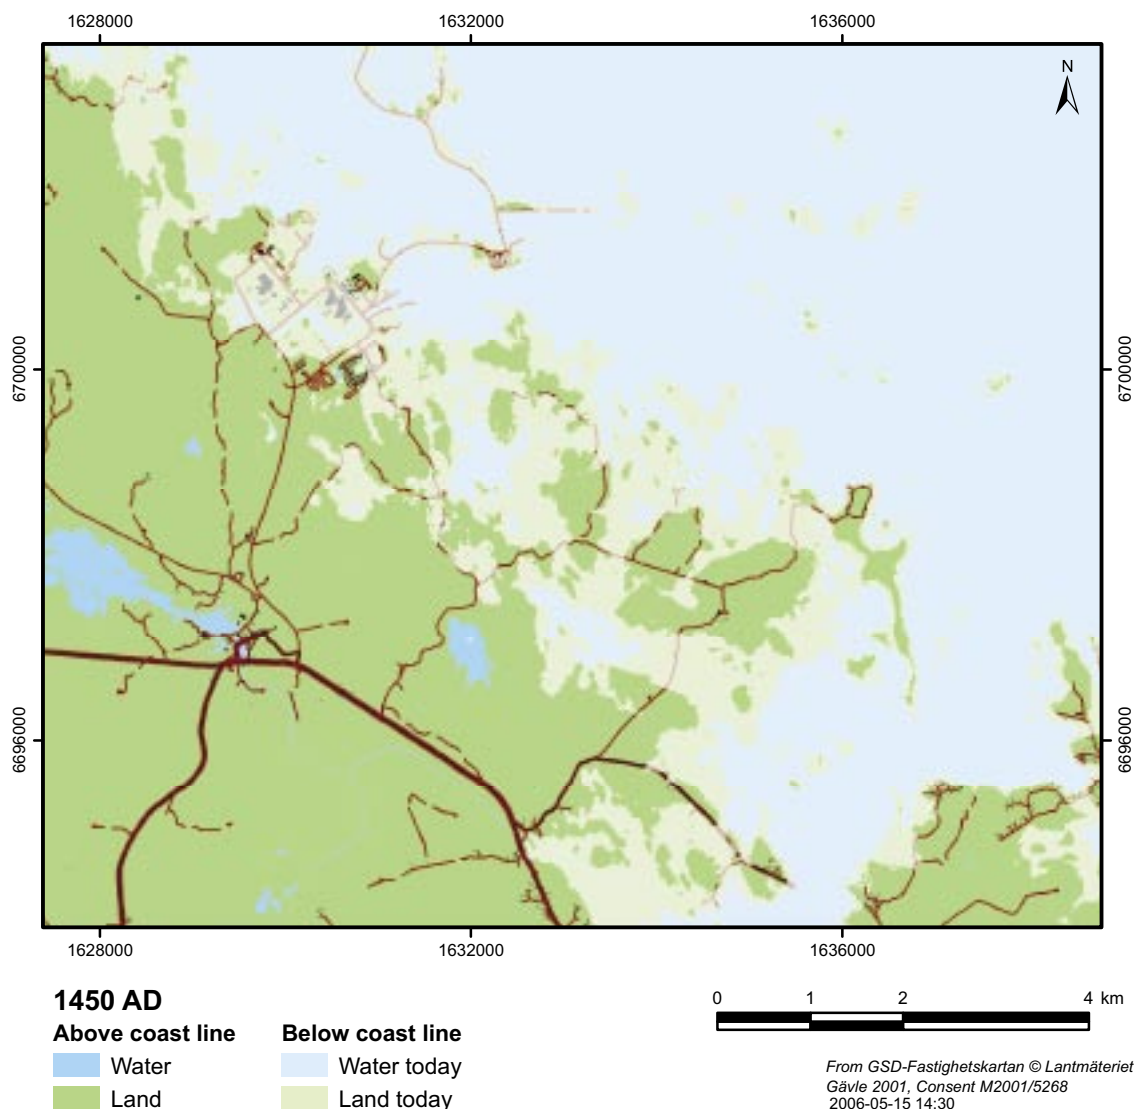 1628000 1632000 1636000
N
6700000 6700000
6696000 6696000
1628000 1632000 1636000
1450 AD
Above coast line Below coast line
Water Water today
Land Land today
0 1 2 4 km
From GSD-Fastighetskartan © Lantmäteriet
Gävle 2001, Consent M2001/5268
2006-05-15 14:30